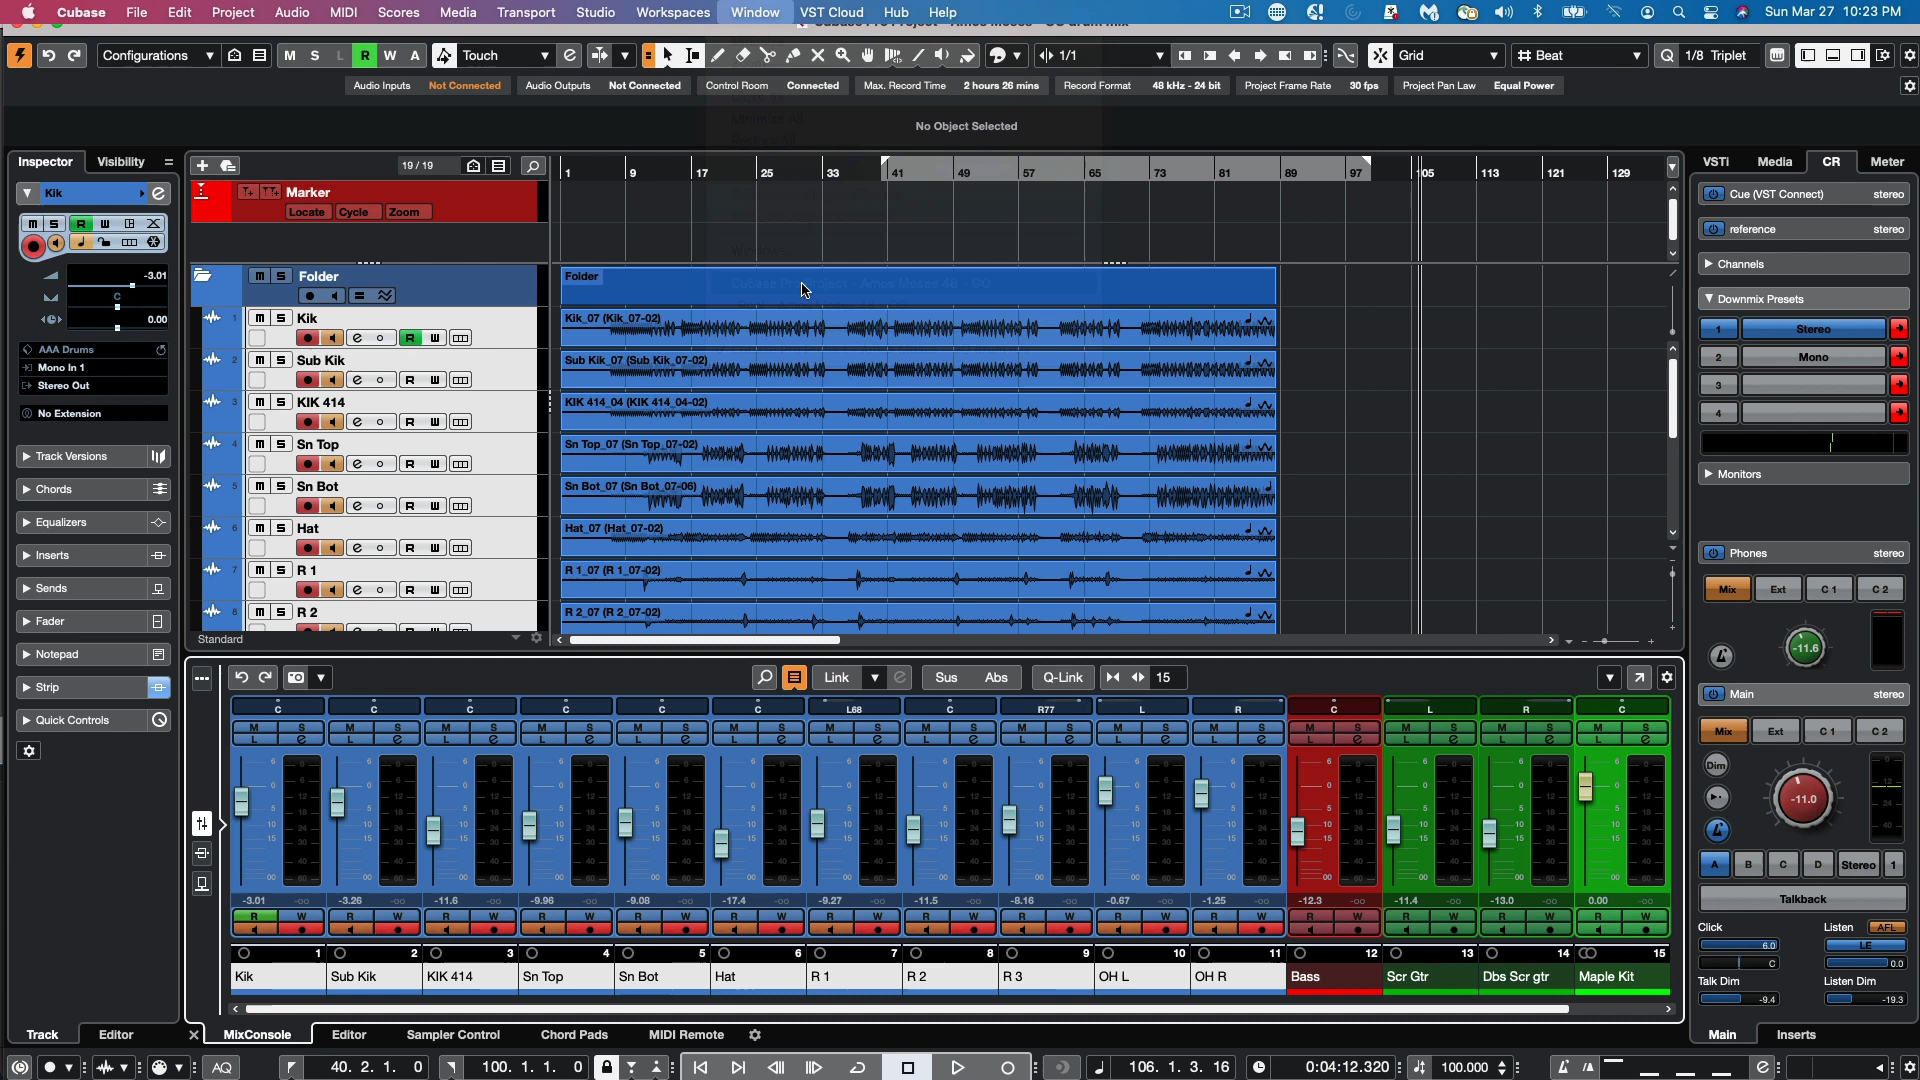 Cubase File Edit Project Audio MIDI Scores Media Transport Studio Workspaces Window VST Cloud Hub Help Sun Mar 27 10:23 PM
Configurations M S L R W A Touch 1/1 Grid Beat 1/8 Triplet
Audio Inputs Not Connected Audio Outputs Not Connected Control Room Connected Max. Record Time 2 hours 26 mins Record Format 48 kHz - 24 bit Project Frame Rate 30 fps Project Pan Law Equal Power
No Object Selected
Inspector Visibility 19 / 19 1 9 17 25 33 41 49 57 65 73 81 89 97 105 113 121 129 VSTi Media CR Meter
Kik
Marker
Locate Cycle Zoom
Folder
Folder
Kik
Kik_07 (Kik_07-02)
Sub Kik
Sub Kik_07 (Sub Kik_07-02)
KIK 414
KIK 414_04 (KIK 414_04-02)
Sn Top
Sn Top_07 (Sn Top_07-02)
Sn Bot
Sn Bot_07 (Sn Bot_07-06)
Hat
Hat_07 (Hat_07-02)
R 1
R 1_07 (R 1_07-02)
R 2
R 2_07 (R 2_07-02)
Standard
-3.01
C
0.00
AAA Drums
Mono In 1
Stereo Out
No Extension
Track Versions
Chords
Equalizers
Inserts
Sends
Fader
Notepad
Strip
Quick Controls
Track Editor
Cue (VST Connect) stereo
reference stereo
Channels
Downmix Presets
1 Stereo
2 Mono
3
4
Monitors
Phones stereo
Mix Ext C 1 C 2
-11.6
Main stereo
Mix Ext C 1 C 2
Dim
-11.0
A B C D Stereo 1
Talkback
Click Listen AFL
6.0 LE
C 0.0
Talk Dim Listen Dim
-9.4 -19.3
Main Inserts
Link Sus Abs Q-Link 15
C C C C C C L68 C R77 L R C L R C
-3.01 -3.26 -11.6 -9.96 -9.08 -17.4 -9.27 -11.5 -8.16 -0.67 -1.25 -12.3 -11.4 -13.0 0.00
1 2 3 4 5 6 7 8 9 10 11 12 13 14 15
Kik Sub Kik KIK 414 Sn Top Sn Bot Hat R 1 R 2 R 3 OH L OH R Bass Scr Gtr Dbs Scr gtr Maple Kit
MixConsole Editor Sampler Control Chord Pads MIDI Remote
AQ 40. 2. 1. 0 100. 1. 1. 0 106. 1. 3. 16 0:04:12.320 100.000